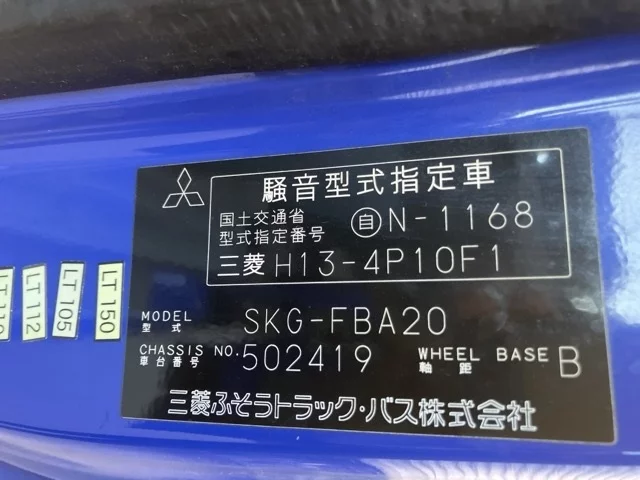 騒音型式指定車
国土交通省
型式指定番号
自N-1168
三菱 H13-4P10F1
MODEL
型式
SKG-FBA20
CHASSIS NO.
車台番号
502419
WHEEL BASE
軸距
B
三菱ふそうトラック・バス株式会社
LT 112
LT 105
LT 150